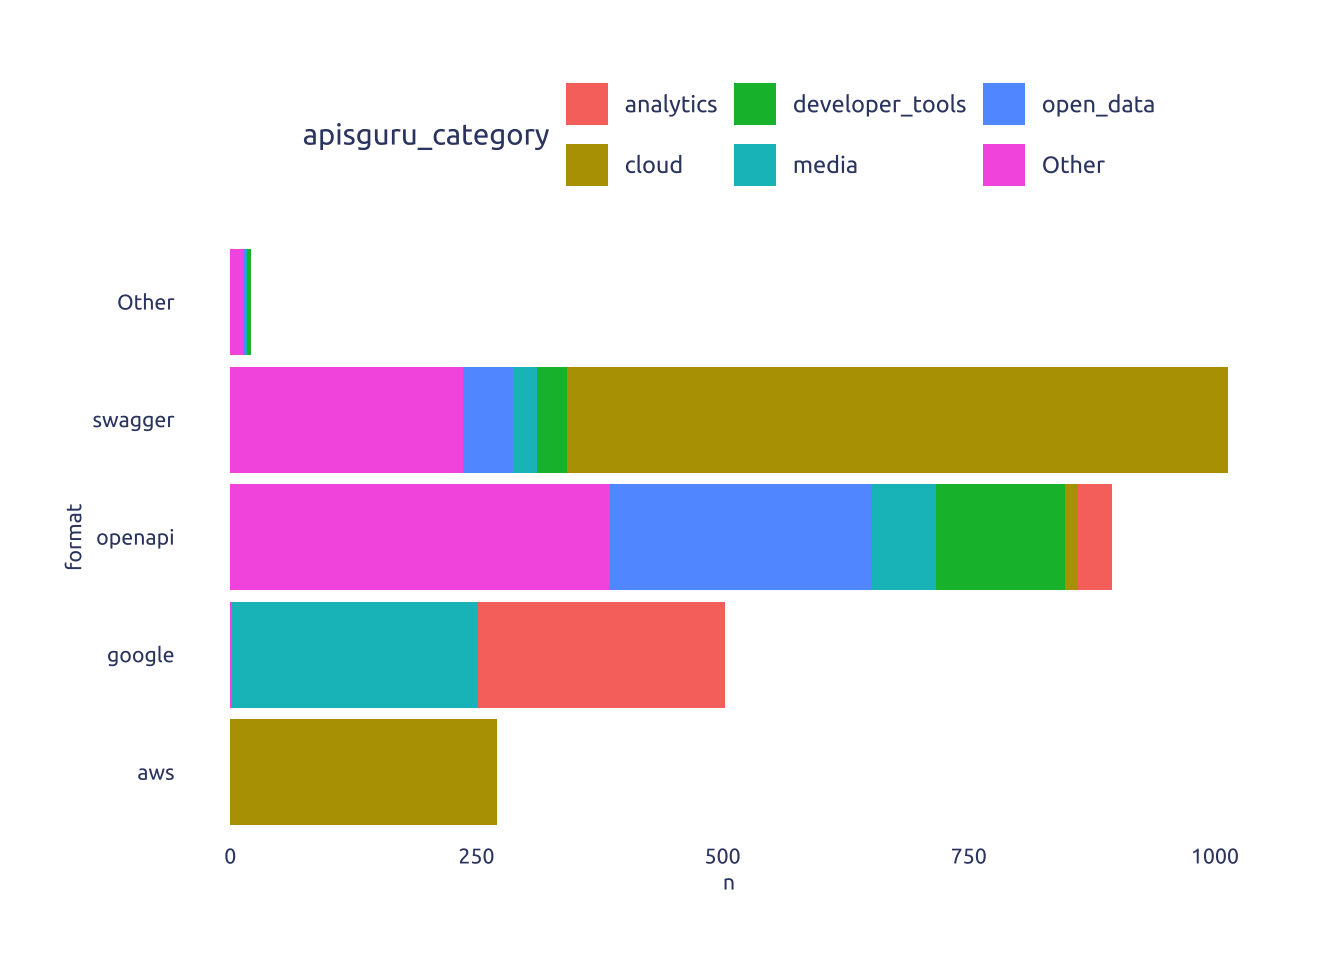 apisguru_category
analytics
developer_tools
open_data
cloud
media
Other
Other
swagger
openapi
google
aws
format
0 250 500 750 1000
n